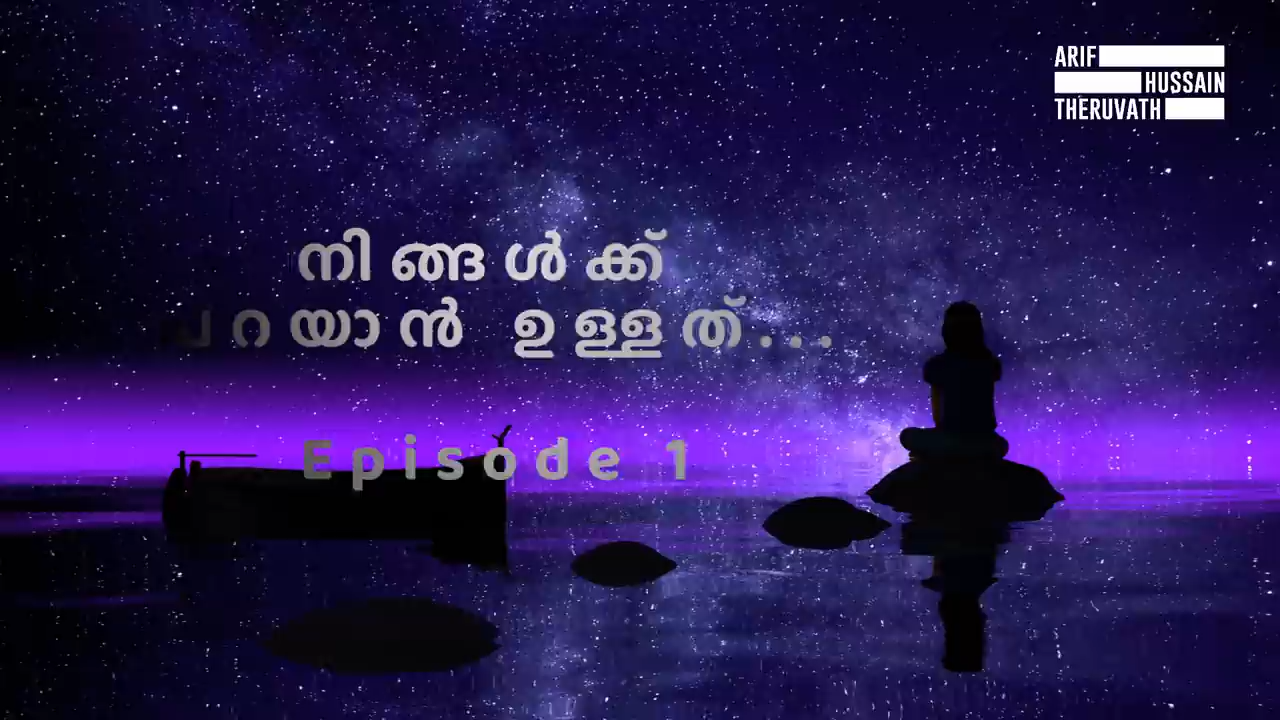 ARIF
HUSSAIN
THERUVATH
നിങ്ങൾക്ക്
പറയാൻ ഉള്ളത്...
Episode 1